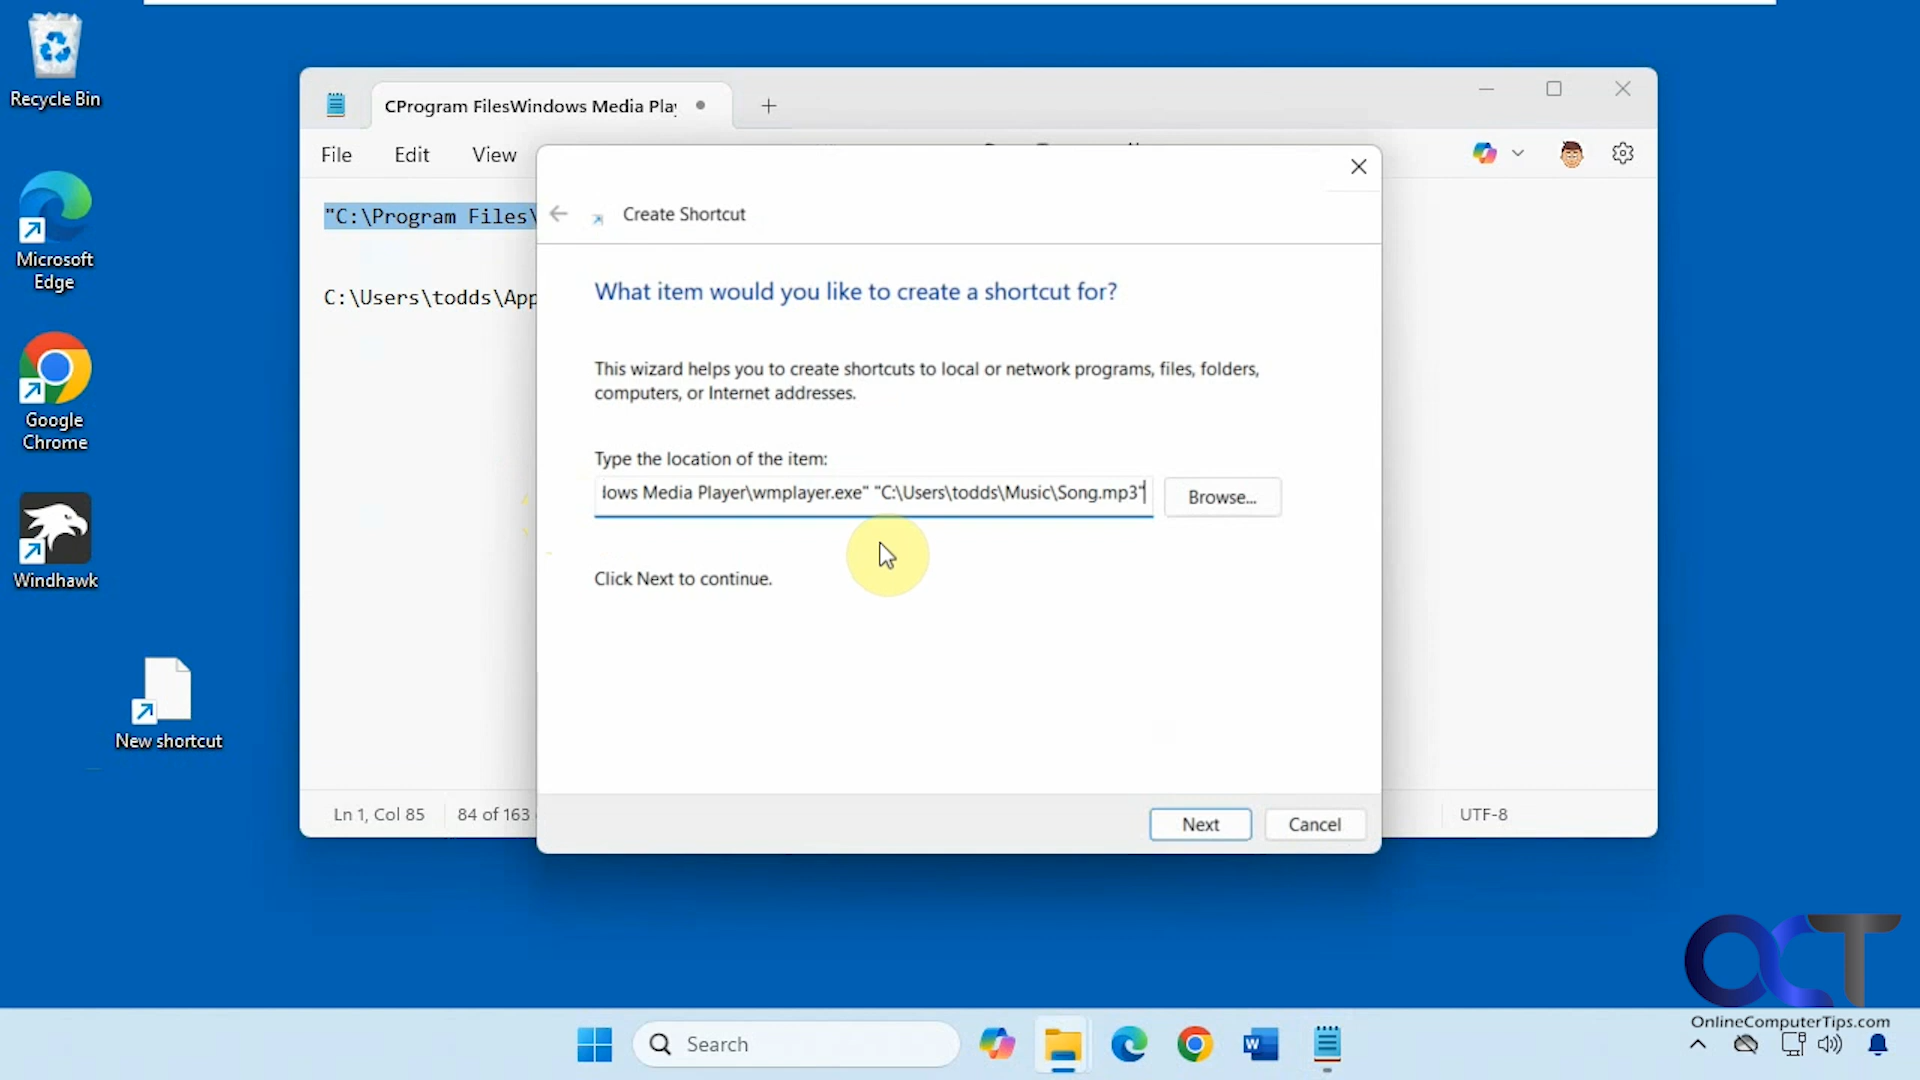 Recycle Bin
Microsoft
Edge
Google
Chrome
Windhawk
New shortcut
CProgram FilesWindows Media Pla
File Edit View
"C:\Program Files\
C:\Users\todds\App
Ln 1, Col 85 84 of 163
UTF-8
Create Shortcut
What item would you like to create a shortcut for?
This wizard helps you to create shortcuts to local or network programs, files, folders,
computers, or Internet addresses.
Type the location of the item:
lows Media Player\wmplayer.exe" "C:\Users\todds\Music\Song.mp3"
Browse...
Click Next to continue.
Next Cancel
OCT
OnlineComputerTips.com
Search
W